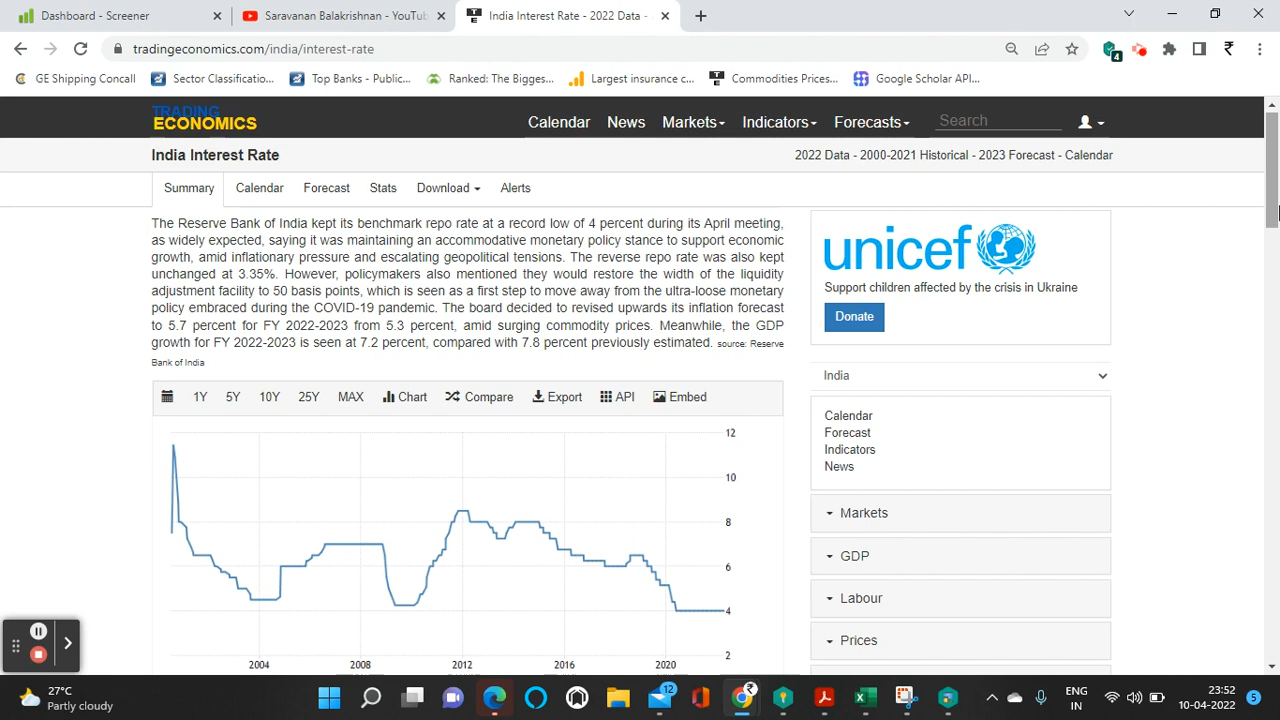 Dashboard - Screener
Saravanan Balakrishnan - YouTub
India Interest Rate - 2022 Data -
tradingeconomics.com/india/interest-rate
4
₹
GE Shipping Concall
Sector Classificatio...
Top Banks - Public...
Ranked: The Bigges...
Largest insurance c...
Commodities Prices...
Google Scholar API...
TRADING
ECONOMICS
Calendar
News
Markets
Indicators
Forecasts
Search
India Interest Rate
2022 Data - 2000-2021 Historical - 2023 Forecast - Calendar
Summary
Calendar
Forecast
Stats
Download
Alerts
The Reserve Bank of India kept its benchmark repo rate at a record low of 4 percent during its April meeting,
as widely expected, saying it was maintaining an accommodative monetary policy stance to support economic
growth, amid inflationary pressure and escalating geopolitical tensions. The reverse repo rate was also kept
unchanged at 3.35%. However, policymakers also mentioned they would restore the width of the liquidity
adjustment facility to 50 basis points, which is seen as a first step to move away from the ultra-loose monetary
policy embraced during the COVID-19 pandemic. The board decided to revised upwards its inflation forecast
to 5.7 percent for FY 2022-2023 from 5.3 percent, amid surging commodity prices. Meanwhile, the GDP
growth for FY 2022-2023 is seen at 7.2 percent, compared with 7.8 percent previously estimated. source: Reserve
Bank of India
unicef
Support children affected by the crisis in Ukraine
Donate
India
Calendar
Forecast
Indicators
News
Markets
GDP
Labour
Prices
1Y
5Y
10Y
25Y
MAX
Chart
Compare
Export
API
Embed
12
10
8
6
4
2
2004
2008
2012
2016
2020
27°C
Partly cloudy
12
₹
ENG
IN
23:52
10-04-2022
5